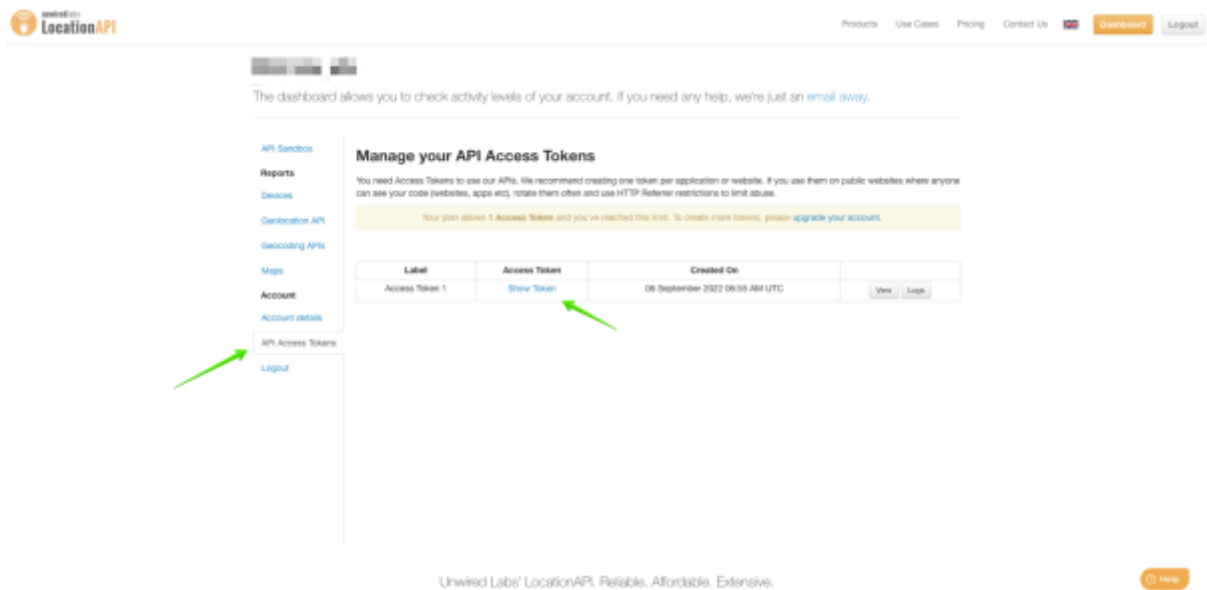 unwiredlabs
LocationAPI
Products Use Cases Pricing Contact Us Dashboard Logout
The dashboard allows you to check activity levels of your account. If you need any help, we're just an email away.
API Sandbox
Reports
Devices
Geolocation API
Geocoding APIs
Maps
Account
Account details
API Access Tokens
Logout
Manage your API Access Tokens
You need Access Tokens to use our APIs. We recommend creating one token per application or website. If you use them on public websites where anyone
can see your code (websites, apps etc), rotate them often and use HTTP Referrer restrictions to limit abuse.
Your plan allows 1 Access Token and you've reached this limit. To create more tokens, please upgrade your account.
Label Access Token Created On
Access Token 1 Show Token 06 September 2022 06:55 AM UTC View Logs
Unwired Labs' LocationAPI. Reliable. Affordable. Extensive.
Help